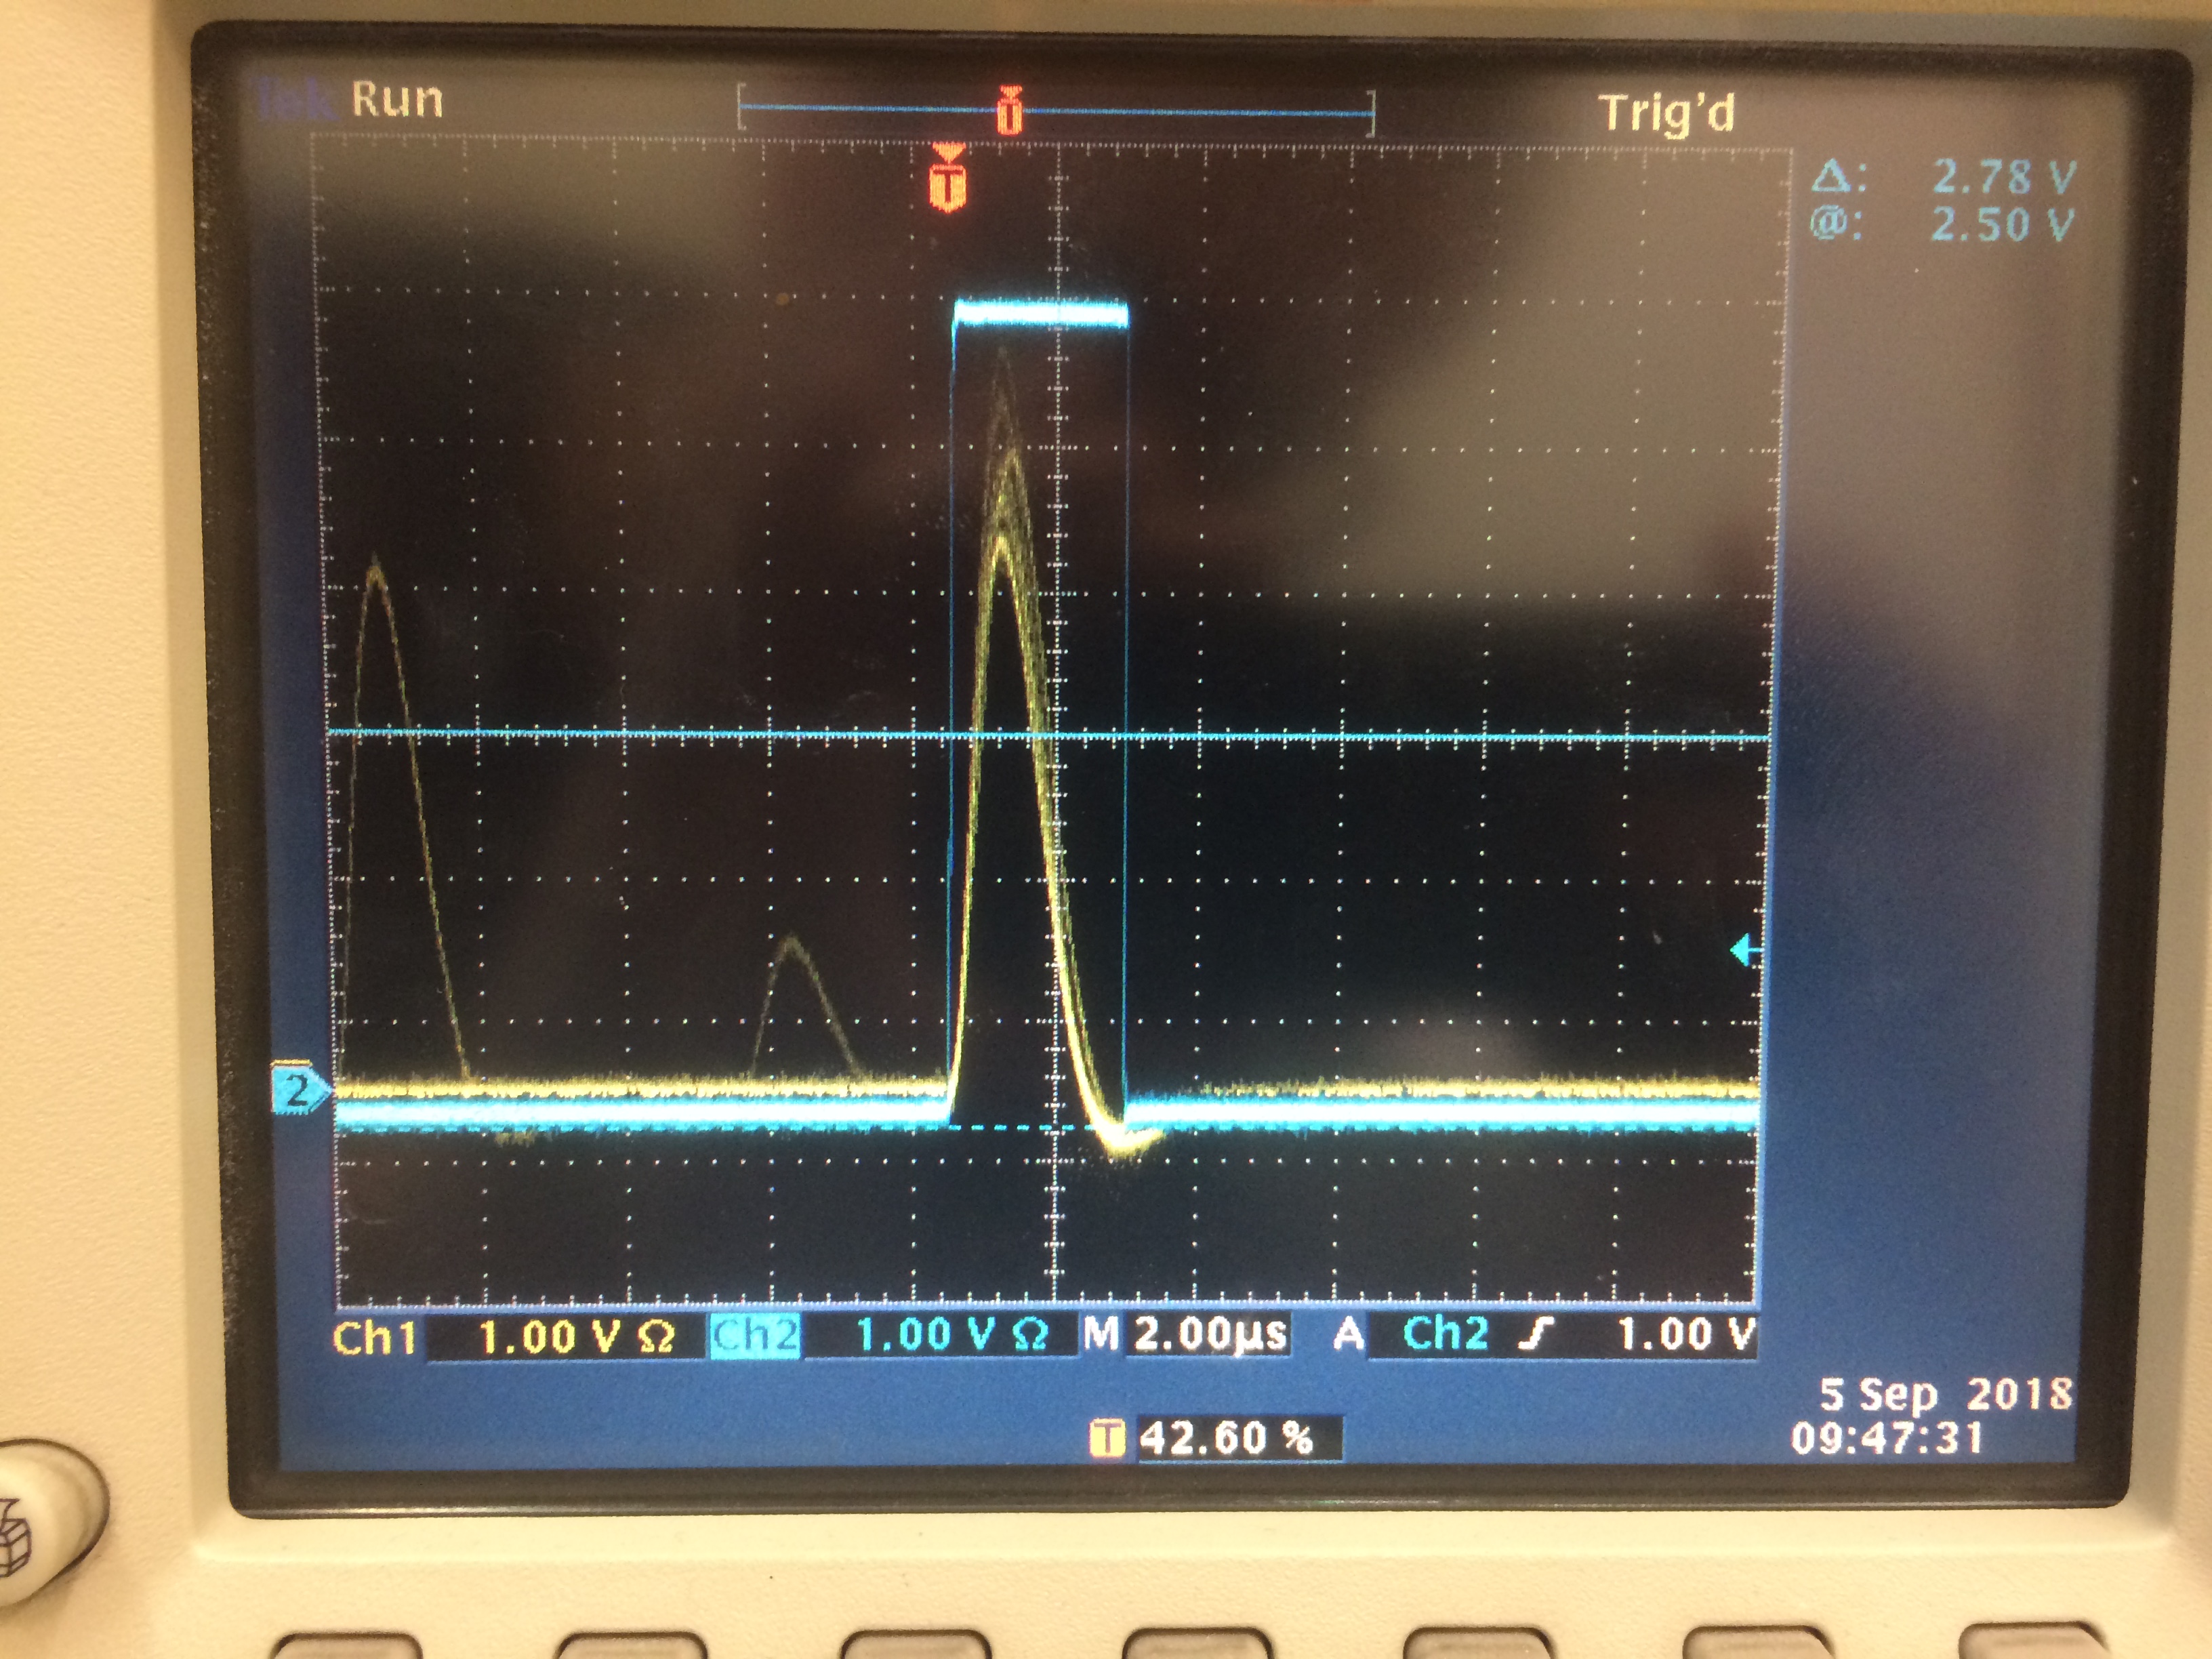 Tek Run Trig'd
T
T
Δ: 2.78 V
@: 2.50 V
2
Ch1 1.00 V Ω Ch2 1.00 V Ω M 2.00µs A Ch2 1.00 V
5 Sep 2018
T 42.60 % 09:47:31